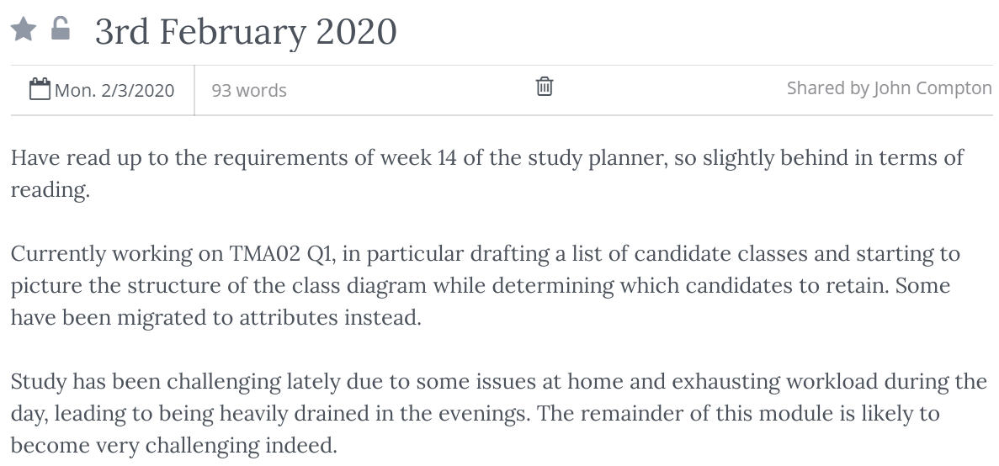 3rd February 2020
Mon. 2/3/2020
93 words
Shared by John Compton
Have read up to the requirements of week 14 of the study planner, so slightly behind in terms of
reading.
Currently working on TMA02 Q1, in particular drafting a list of candidate classes and starting to
picture the structure of the class diagram while determining which candidates to retain. Some
have been migrated to attributes instead.
Study has been challenging lately due to some issues at home and exhausting workload during the
day, leading to being heavily drained in the evenings. The remainder of this module is likely to
become very challenging indeed.